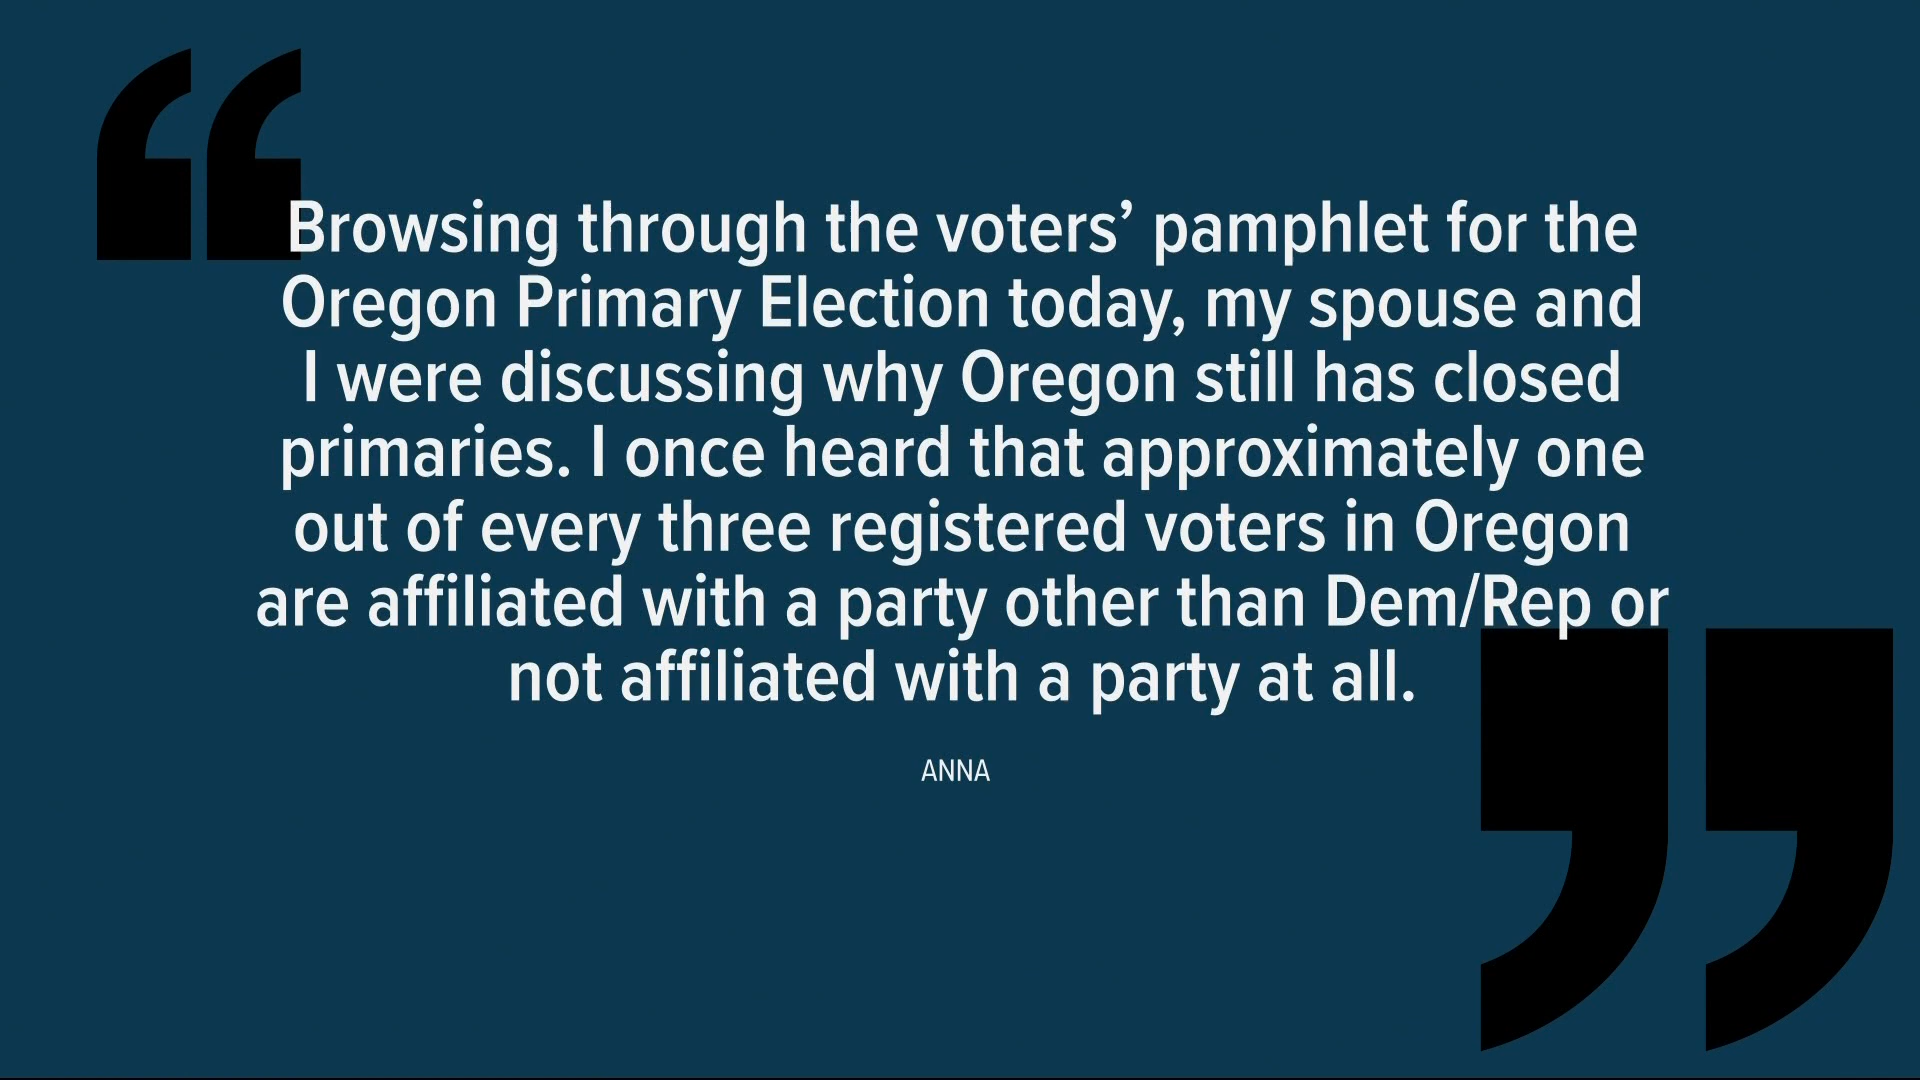 Browsing through the voters’ pamphlet for the
Oregon Primary Election today, my spouse and
I were discussing why Oregon still has closed
primaries. I once heard that approximately one
out of every three registered voters in Oregon
are affiliated with a party other than Dem/Rep or
not affiliated with a party at all.
ANNA